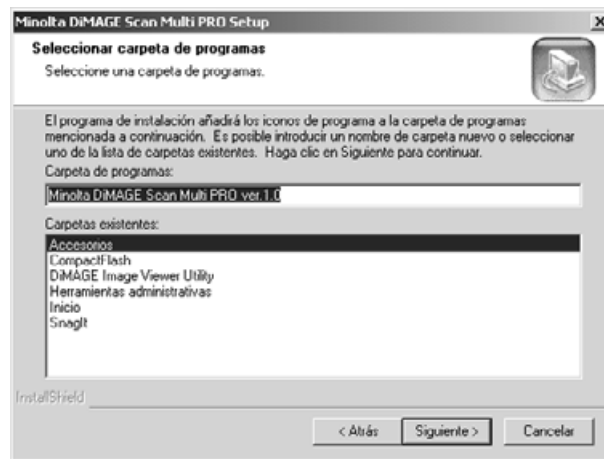 Minolta DiMAGE Scan Multi PRO Setup
Seleccionar carpeta de programas
Seleccione una carpeta de programas.
El programa de instalación añadirá los iconos de programa a la carpeta de programas
mencionada a continuación. Es posible introducir un nombre de carpeta nuevo o seleccionar
uno de la lista de carpetas existentes. Haga clic en Siguiente para continuar.
Carpeta de programas:
Minolta DiMAGE Scan Multi PRO ver.1.0
Carpetas existentes:
Accesorios
CompactFlash
DiMAGE Image Viewer Utility
Herramientas administrativas
Inicio
SnagIt
InstallShield
< Atrás
Siguiente >
Cancelar